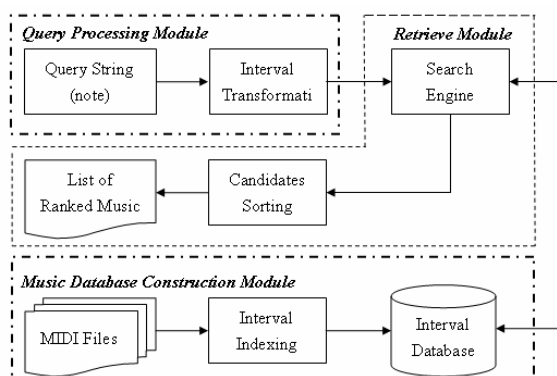 Query Processing Module
Retrieve Module
Query String
(note)
Interval
Transformati
Search
Engine
List of
Ranked Music
Candidates
Sorting
Music Database Construction Module
MIDI Files
Interval
Indexing
Interval
Database